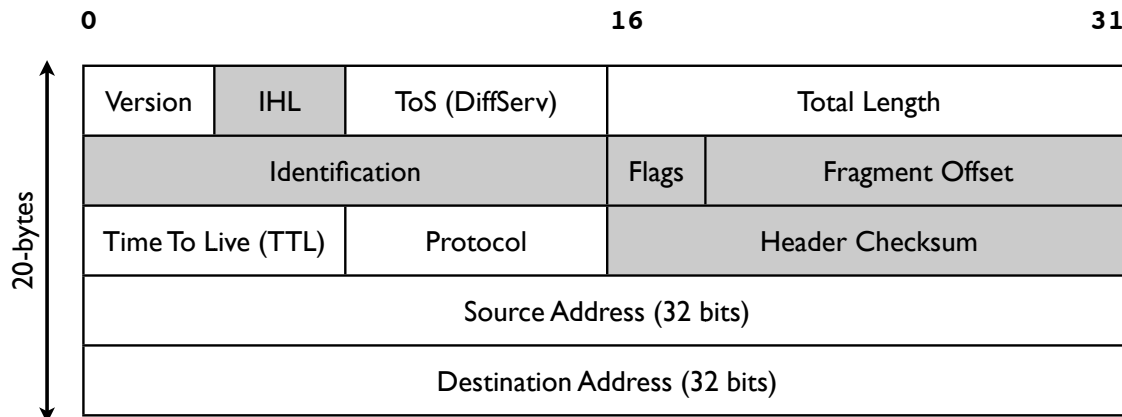 0 16 31
Version IHL ToS (DiffServ) Total Length
Identification Flags Fragment Offset
Time To Live (TTL) Protocol Header Checksum
Source Address (32 bits)
Destination Address (32 bits)
20-bytes